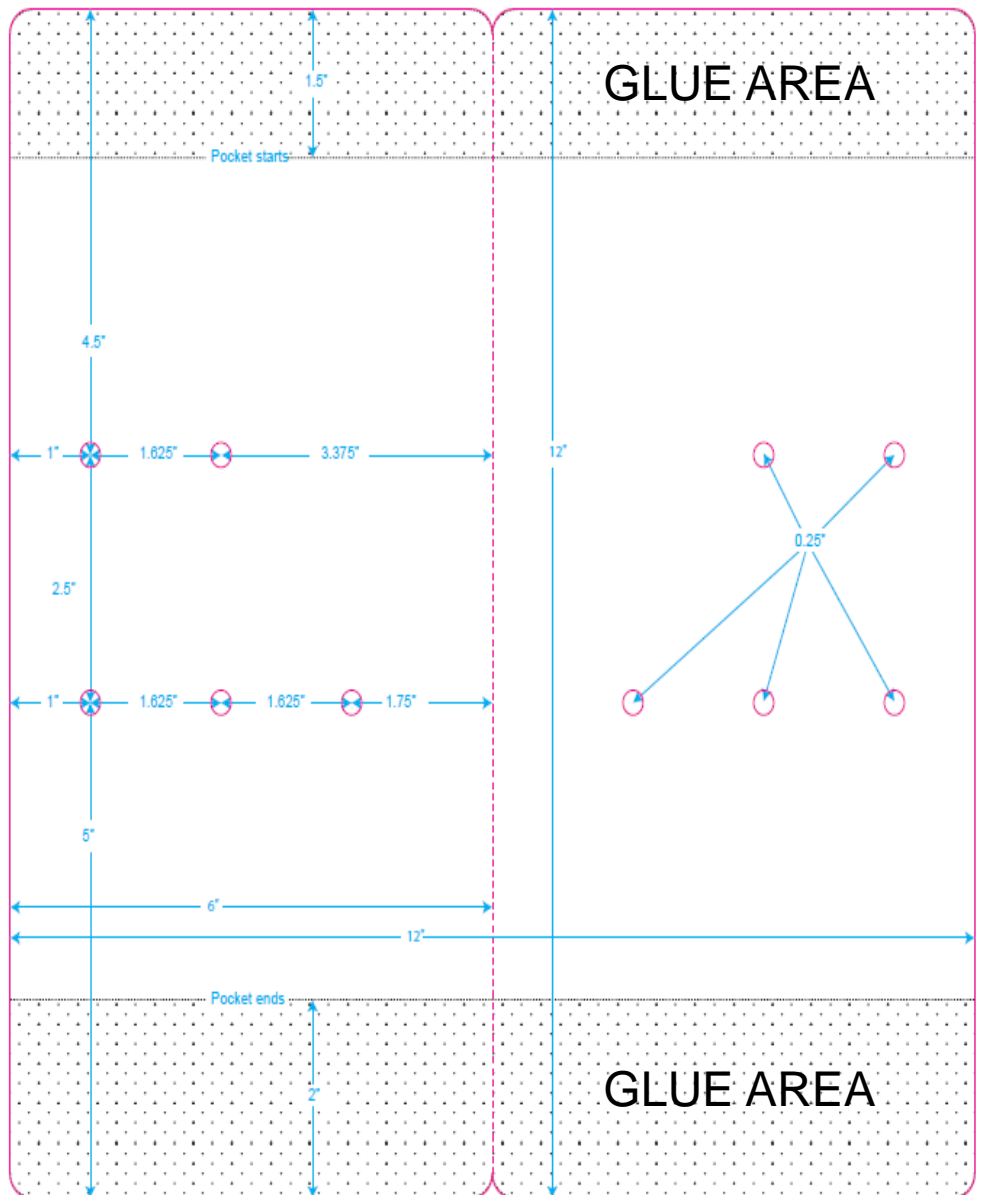 1.5"
GLUE AREA
Pocket starts
4.5"
1" 1.625" 3.375"
12"
0.25"
2.5"
1" 1.625" 1.625" 1.75"
5"
6"
12"
Pocket ends
2"
GLUE AREA